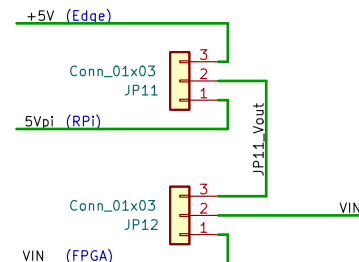 +5V (Edge)
3
Conn_01x03
2
JP11
1
5Vpi (RPi)
JP11_Vout
3
Conn_01x03
2
VIN
JP12
1
VIN (FPGA)